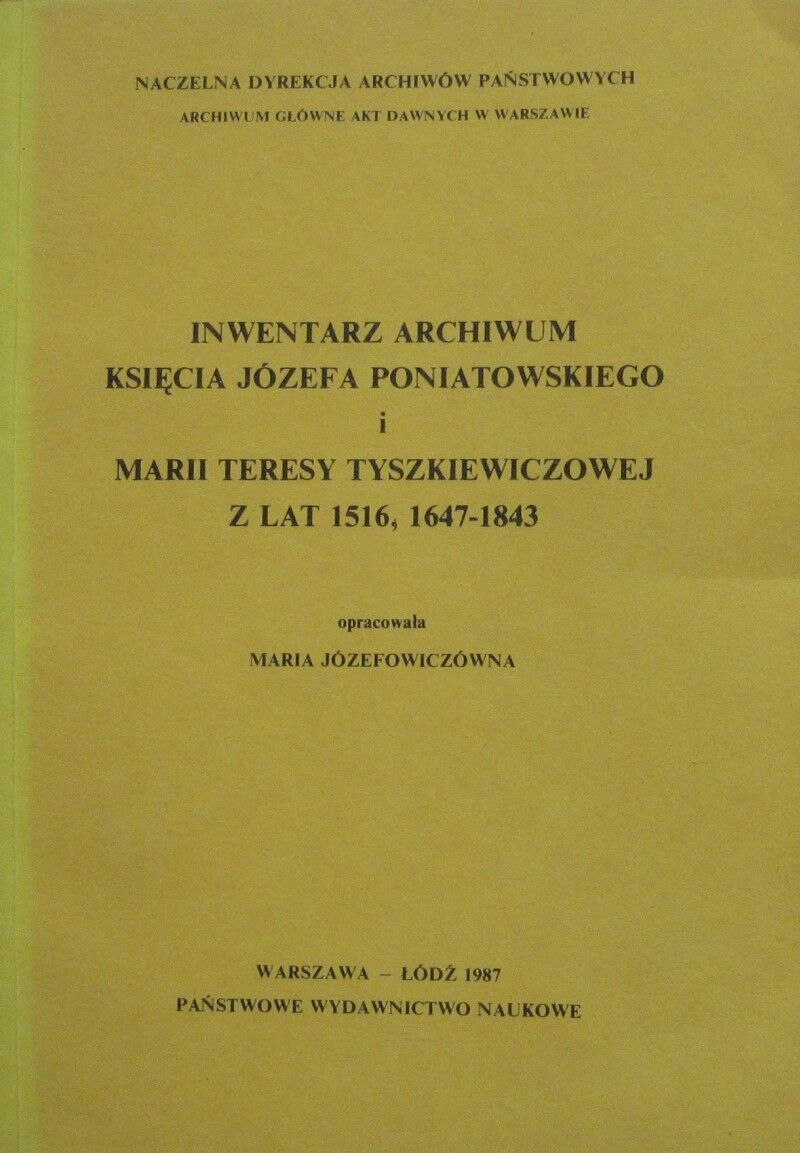 NACZELNA DYREKCJA ARCHIWÓW PAŃSTWOWYCH
ARCHIWUM GŁÓWNE AKT DAWNYCH W WARSZAWIE
INWENTARZ ARCHIWUM
KSIĘCIA JÓZEFA PONIATOWSKIEGO
i
MARII TERESY TYSZKIEWICZOWEJ
Z LAT 1516, 1647-1843
opracowała
MARIA JÓZEFOWICZÓWNA
WARSZAWA – ŁÓDŹ 1987
PAŃSTWOWE WYDAWNICTWO NAUKOWE